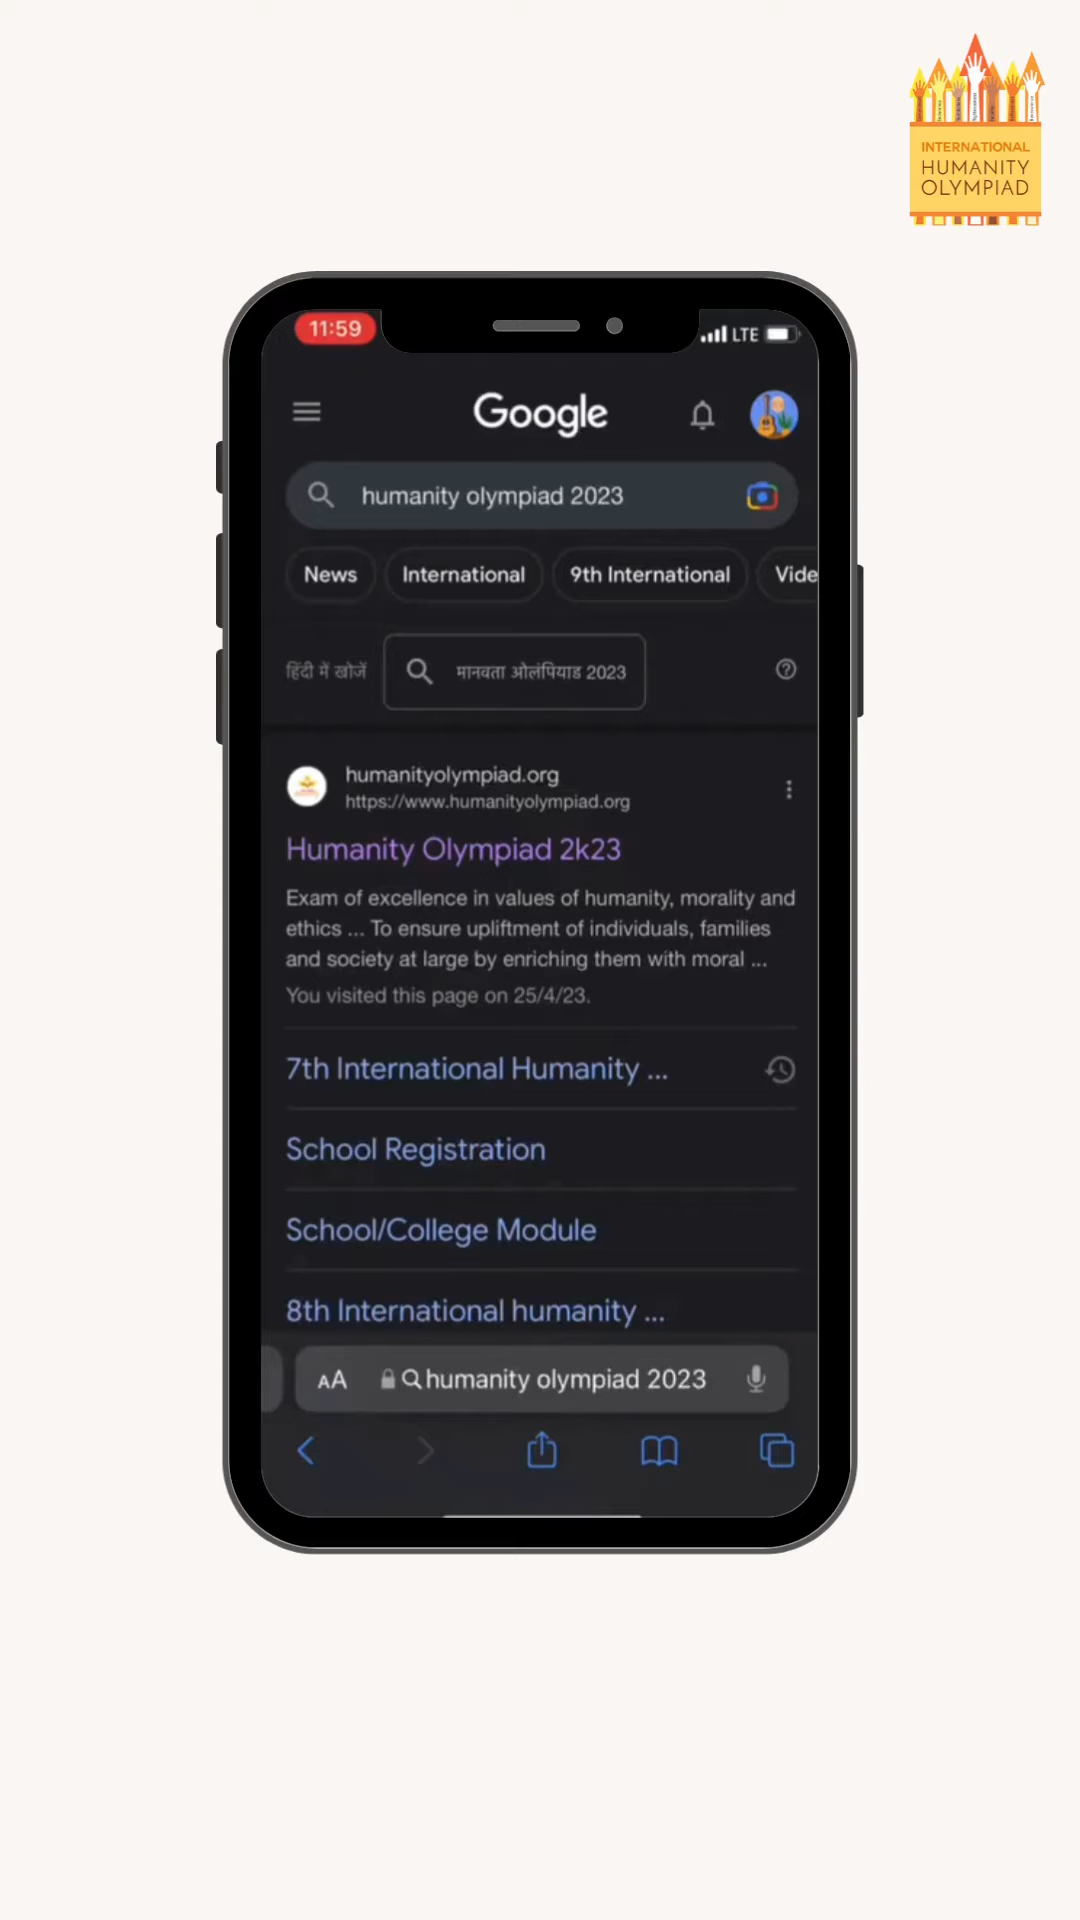 INTERNATIONAL
HUMANITY
OLYMPIAD
11:59
LTE
Google
humanity olympiad 2023
News
International
9th International
Vide
हिंदी में खोजें
मानवता ओलंपियाड 2023
humanityolympiad.org
https://www.humanityolympiad.org
Humanity Olympiad 2k23
Exam of excellence in values of humanity, morality and
ethics ... To ensure upliftment of individuals, families
and society at large by enriching them with moral ...
You visited this page on 25/4/23.
7th International Humanity ...
School Registration
School/College Module
8th International humanity ...
AA
humanity olympiad 2023